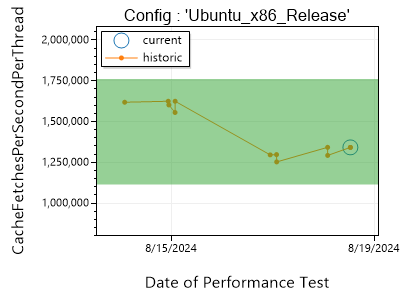 Config : 'Ubuntu_x86_Release'
CacheFetchesPerSecondPerThread
2,000,000
1,750,000
1,500,000
1,250,000
1,000,000
current
historic
8/15/2024
8/19/2024
Date of Performance Test